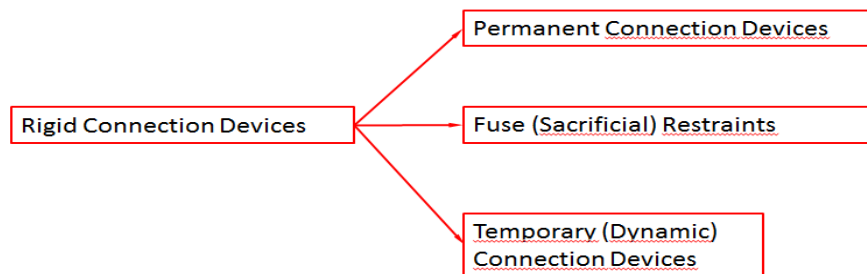 Permanent Connection Devices
Rigid Connection Devices
Fuse (Sacrificial) Restraints
Temporary (Dynamic)
Connection Devices